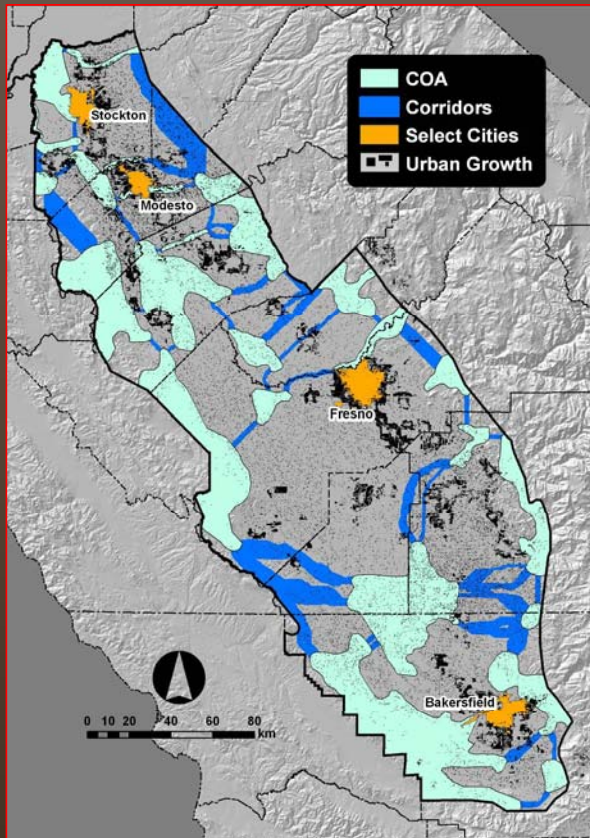 COA
Corridors
Select Cities
Urban Growth
Stockton
Modesto
Fresno
Bakersfield
0 10 20 40 60 80
km